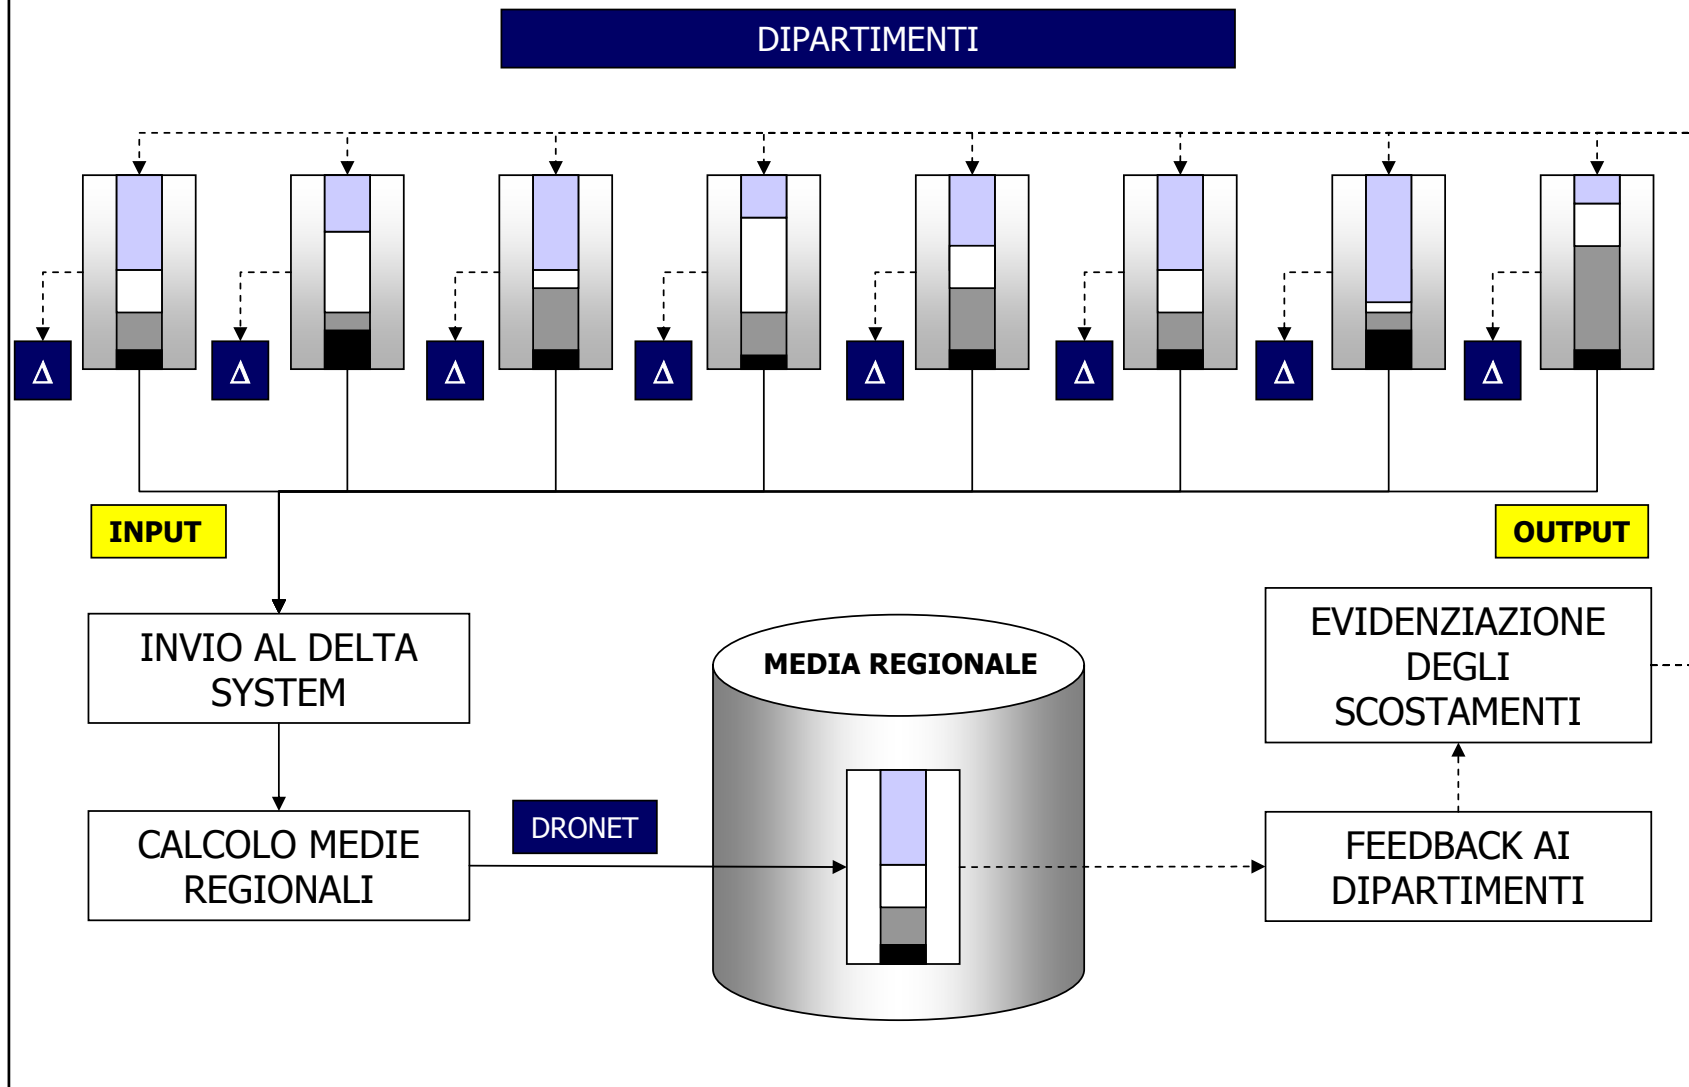 DIPARTIMENTI
Δ Δ Δ Δ Δ Δ Δ Δ
INPUT
OUTPUT
INVIO AL DELTA
SYSTEM
MEDIA REGIONALE
EVIDENZIAZIONE
DEGLI
SCOSTAMENTI
CALCOLO MEDIE
REGIONALI
DRONET
FEEDBACK AI
DIPARTIMENTI